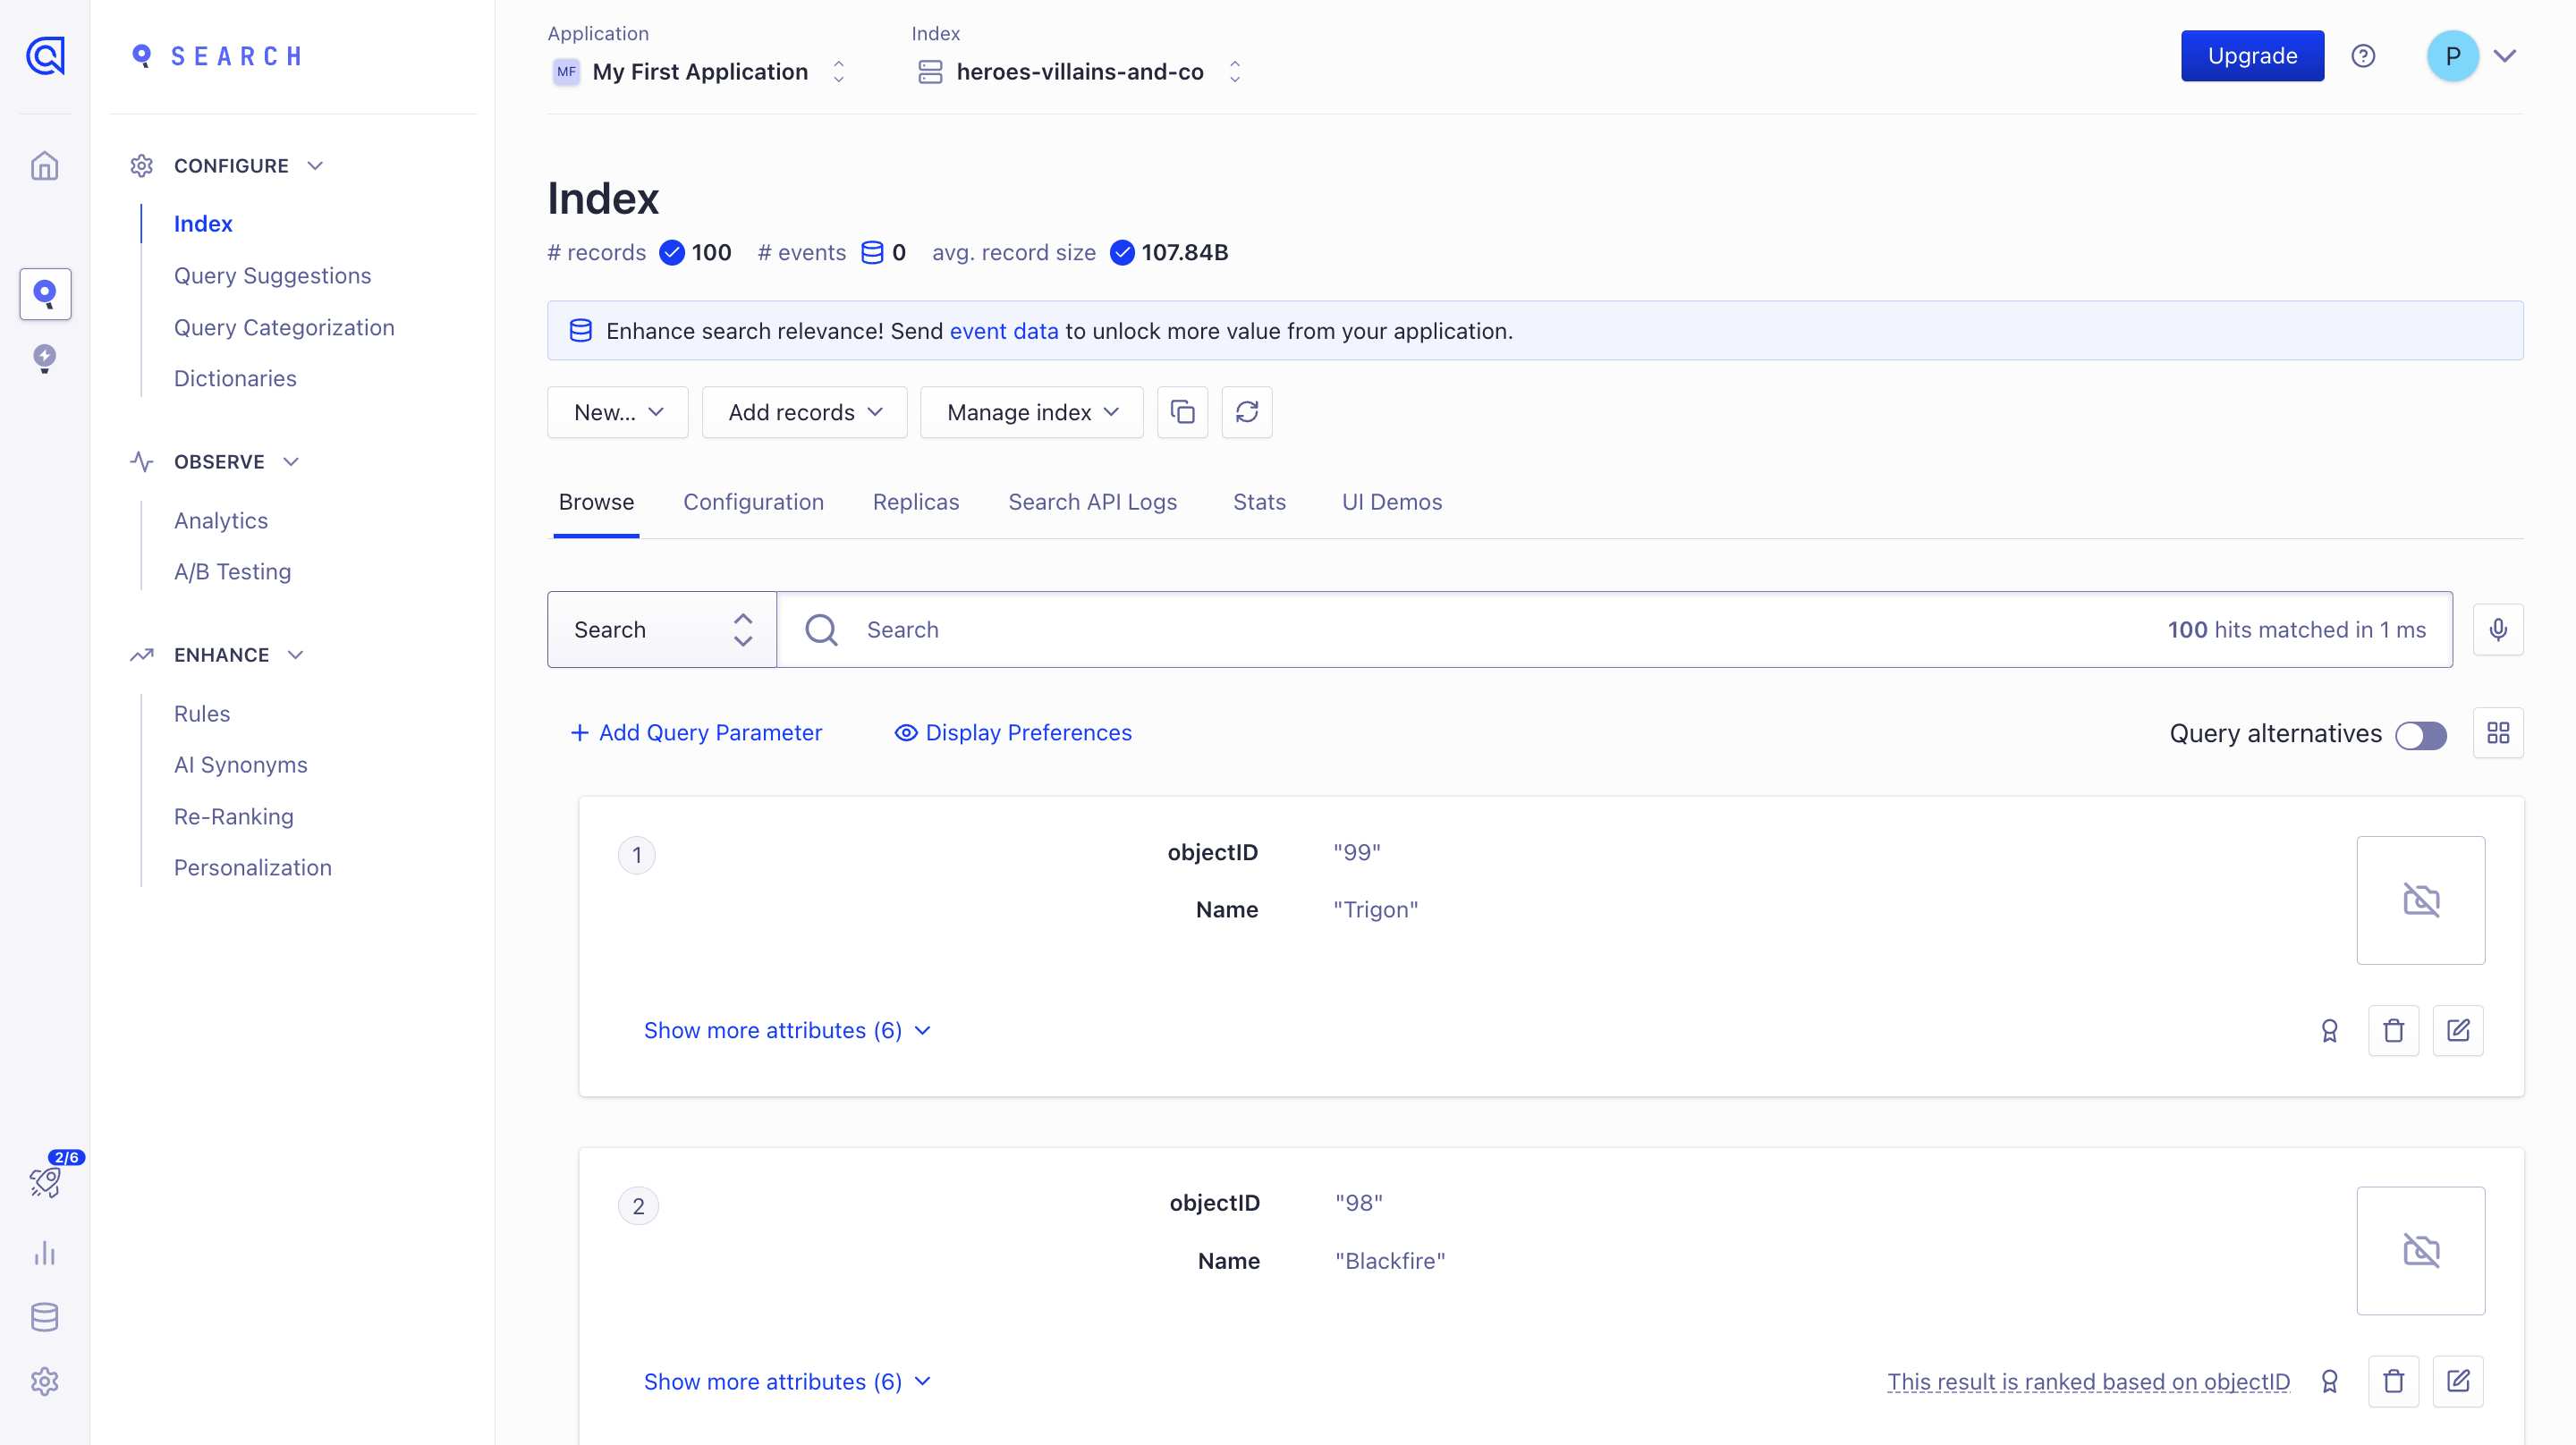 SEARCH
CONFIGURE
Index
Query Suggestions
Query Categorization
Dictionaries
OBSERVE
Analytics
A/B Testing
ENHANCE
Rules
AI Synonyms
Re-Ranking
Personalization
2/6
Application
MF My First Application
Index
heroes-villains-and-co
Upgrade
P
Index
# records 100 # events 0 avg. record size 107.84B
Enhance search relevance! Send event data to unlock more value from your application.
New... Add records Manage index
Browse Configuration Replicas Search API Logs Stats UI Demos
Search Search 100 hits matched in 1 ms
Add Query Parameter Display Preferences Query alternatives
1
objectID "99"
Name "Trigon"
Show more attributes (6)
2
objectID "98"
Name "Blackfire"
Show more attributes (6) This result is ranked based on objectID